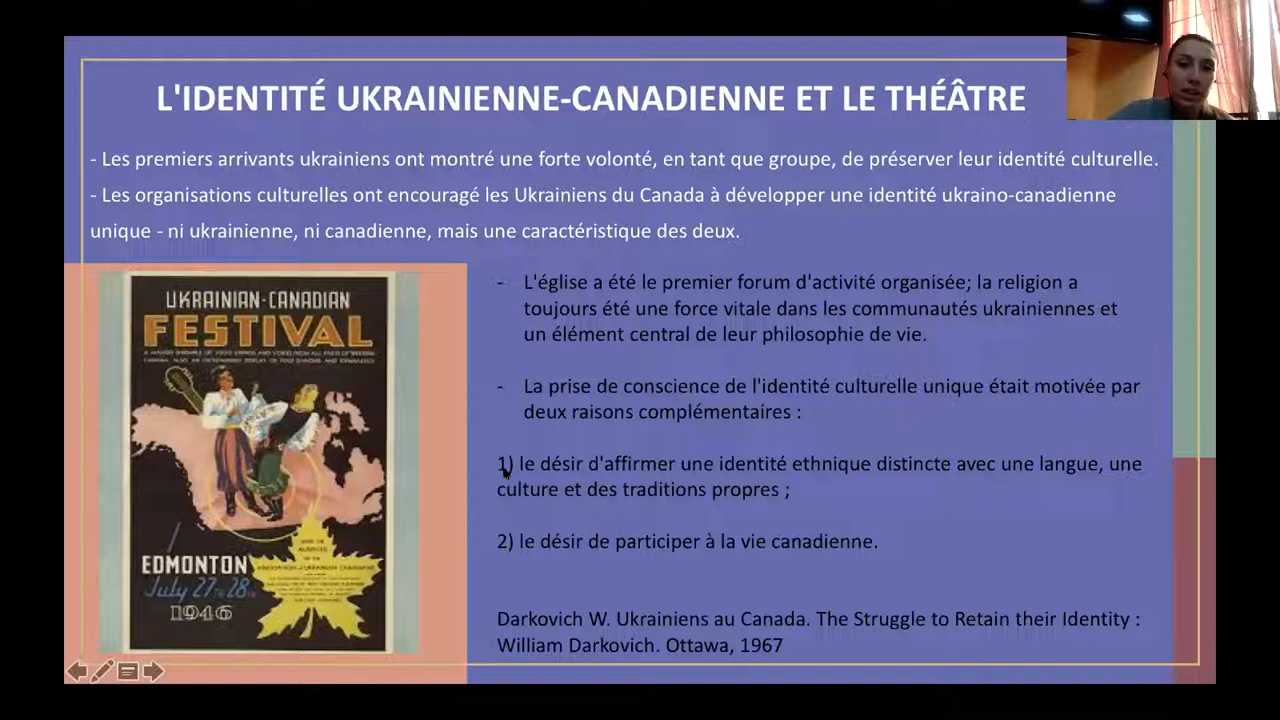 L'IDENTITÉ UKRAINIENNE-CANADIENNE ET LE THÉÂTRE
- Les premiers arrivants ukrainiens ont montré une forte volonté, en tant que groupe, de préserver leur identité culturelle.
- Les organisations culturelles ont encouragé les Ukrainiens du Canada à développer une identité ukraino-canadienne
unique - ni ukrainienne, ni canadienne, mais une caractéristique des deux.
UKRAINIAN-CANADIAN
FESTIVAL
EDMONTON
July 27TH 28TH
1946
- L'église a été le premier forum d'activité organisée; la religion a
toujours été une force vitale dans les communautés ukrainiennes et
un élément central de leur philosophie de vie.
- La prise de conscience de l'identité culturelle unique était motivée par
deux raisons complémentaires :
1) le désir d'affirmer une identité ethnique distincte avec une langue, une
culture et des traditions propres ;
2) le désir de participer à la vie canadienne.
Darkovich W. Ukrainiens au Canada. The Struggle to Retain their Identity :
William Darkovich. Ottawa, 1967